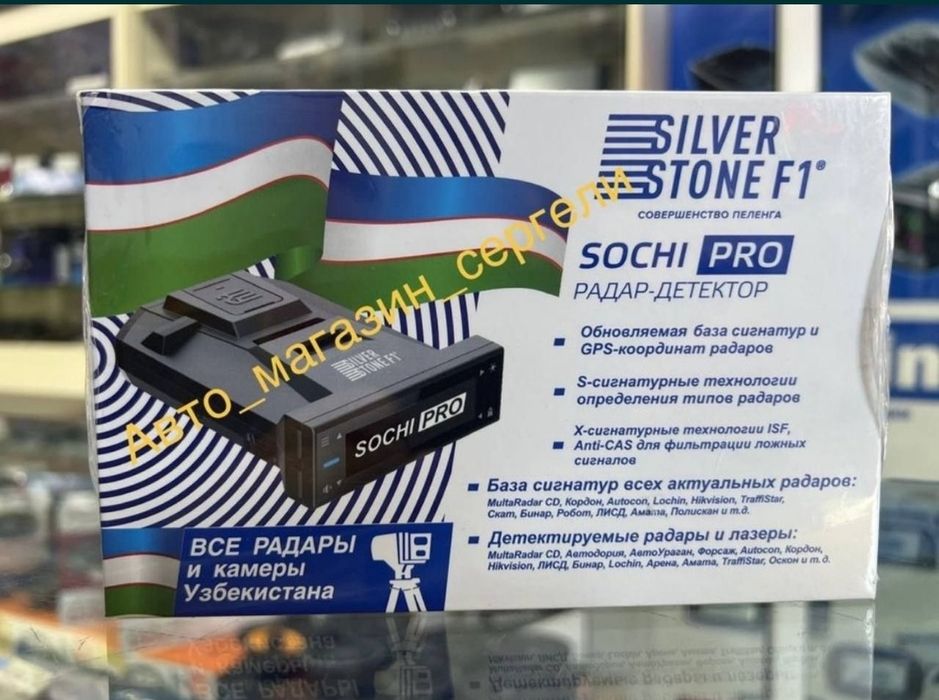 SILVER
STONE F1®
СОВЕРШЕНСТВО ПЕЛЕНГА
SOCHI PRO
РАДАР-ДЕТЕКТОР
Обновляемая база сигнатур и
GPS-координат радаров
S-сигнатурные технологии
определения типов радаров
X-сигнатурные технологии ISF,
Anti-CAS для фильтрации ложных
сигналов
База сигнатур всех актуальных радаров:
MultaRadar CD, Кордон, Autocon, Lochin, Hikvision, TraffiStar,
Скат, Бинар, Робот, ЛИСД, Амата, Полискан и т.д.
Детектируемые радары и лазеры:
MultaRadar CD, Автодория, АвтоУраган, Форсаж, Autocon, Кордон,
Hikvision, ЛИСД, Бинар, Lochin, Арена, Амата, TraffiStar, Оскон и т.д.
Авто_магазин_сергели
SILVER
STONE F1
SOCHI PRO
ВСЕ РАДАРЫ
и камеры
Узбекистана